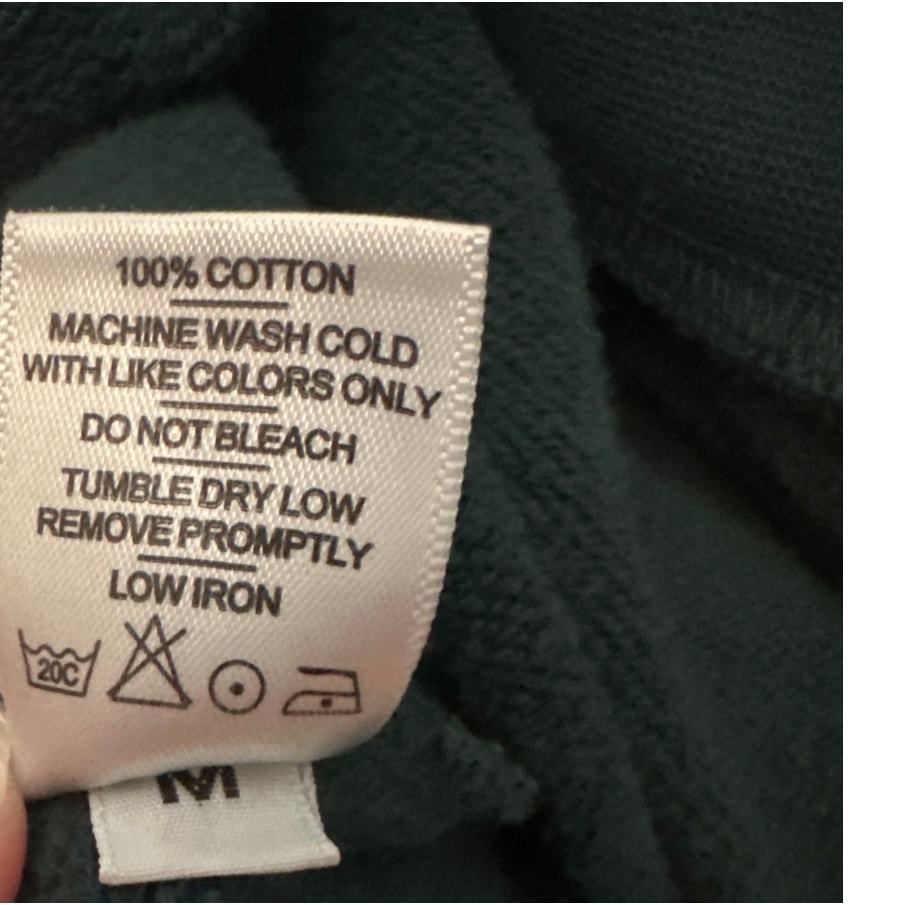 100% COTTON
MACHINE WASH COLD
WITH LIKE COLORS ONLY
DO NOT BLEACH
TUMBLE DRY LOW
REMOVE PROMPTLY
LOW IRON
20C
M